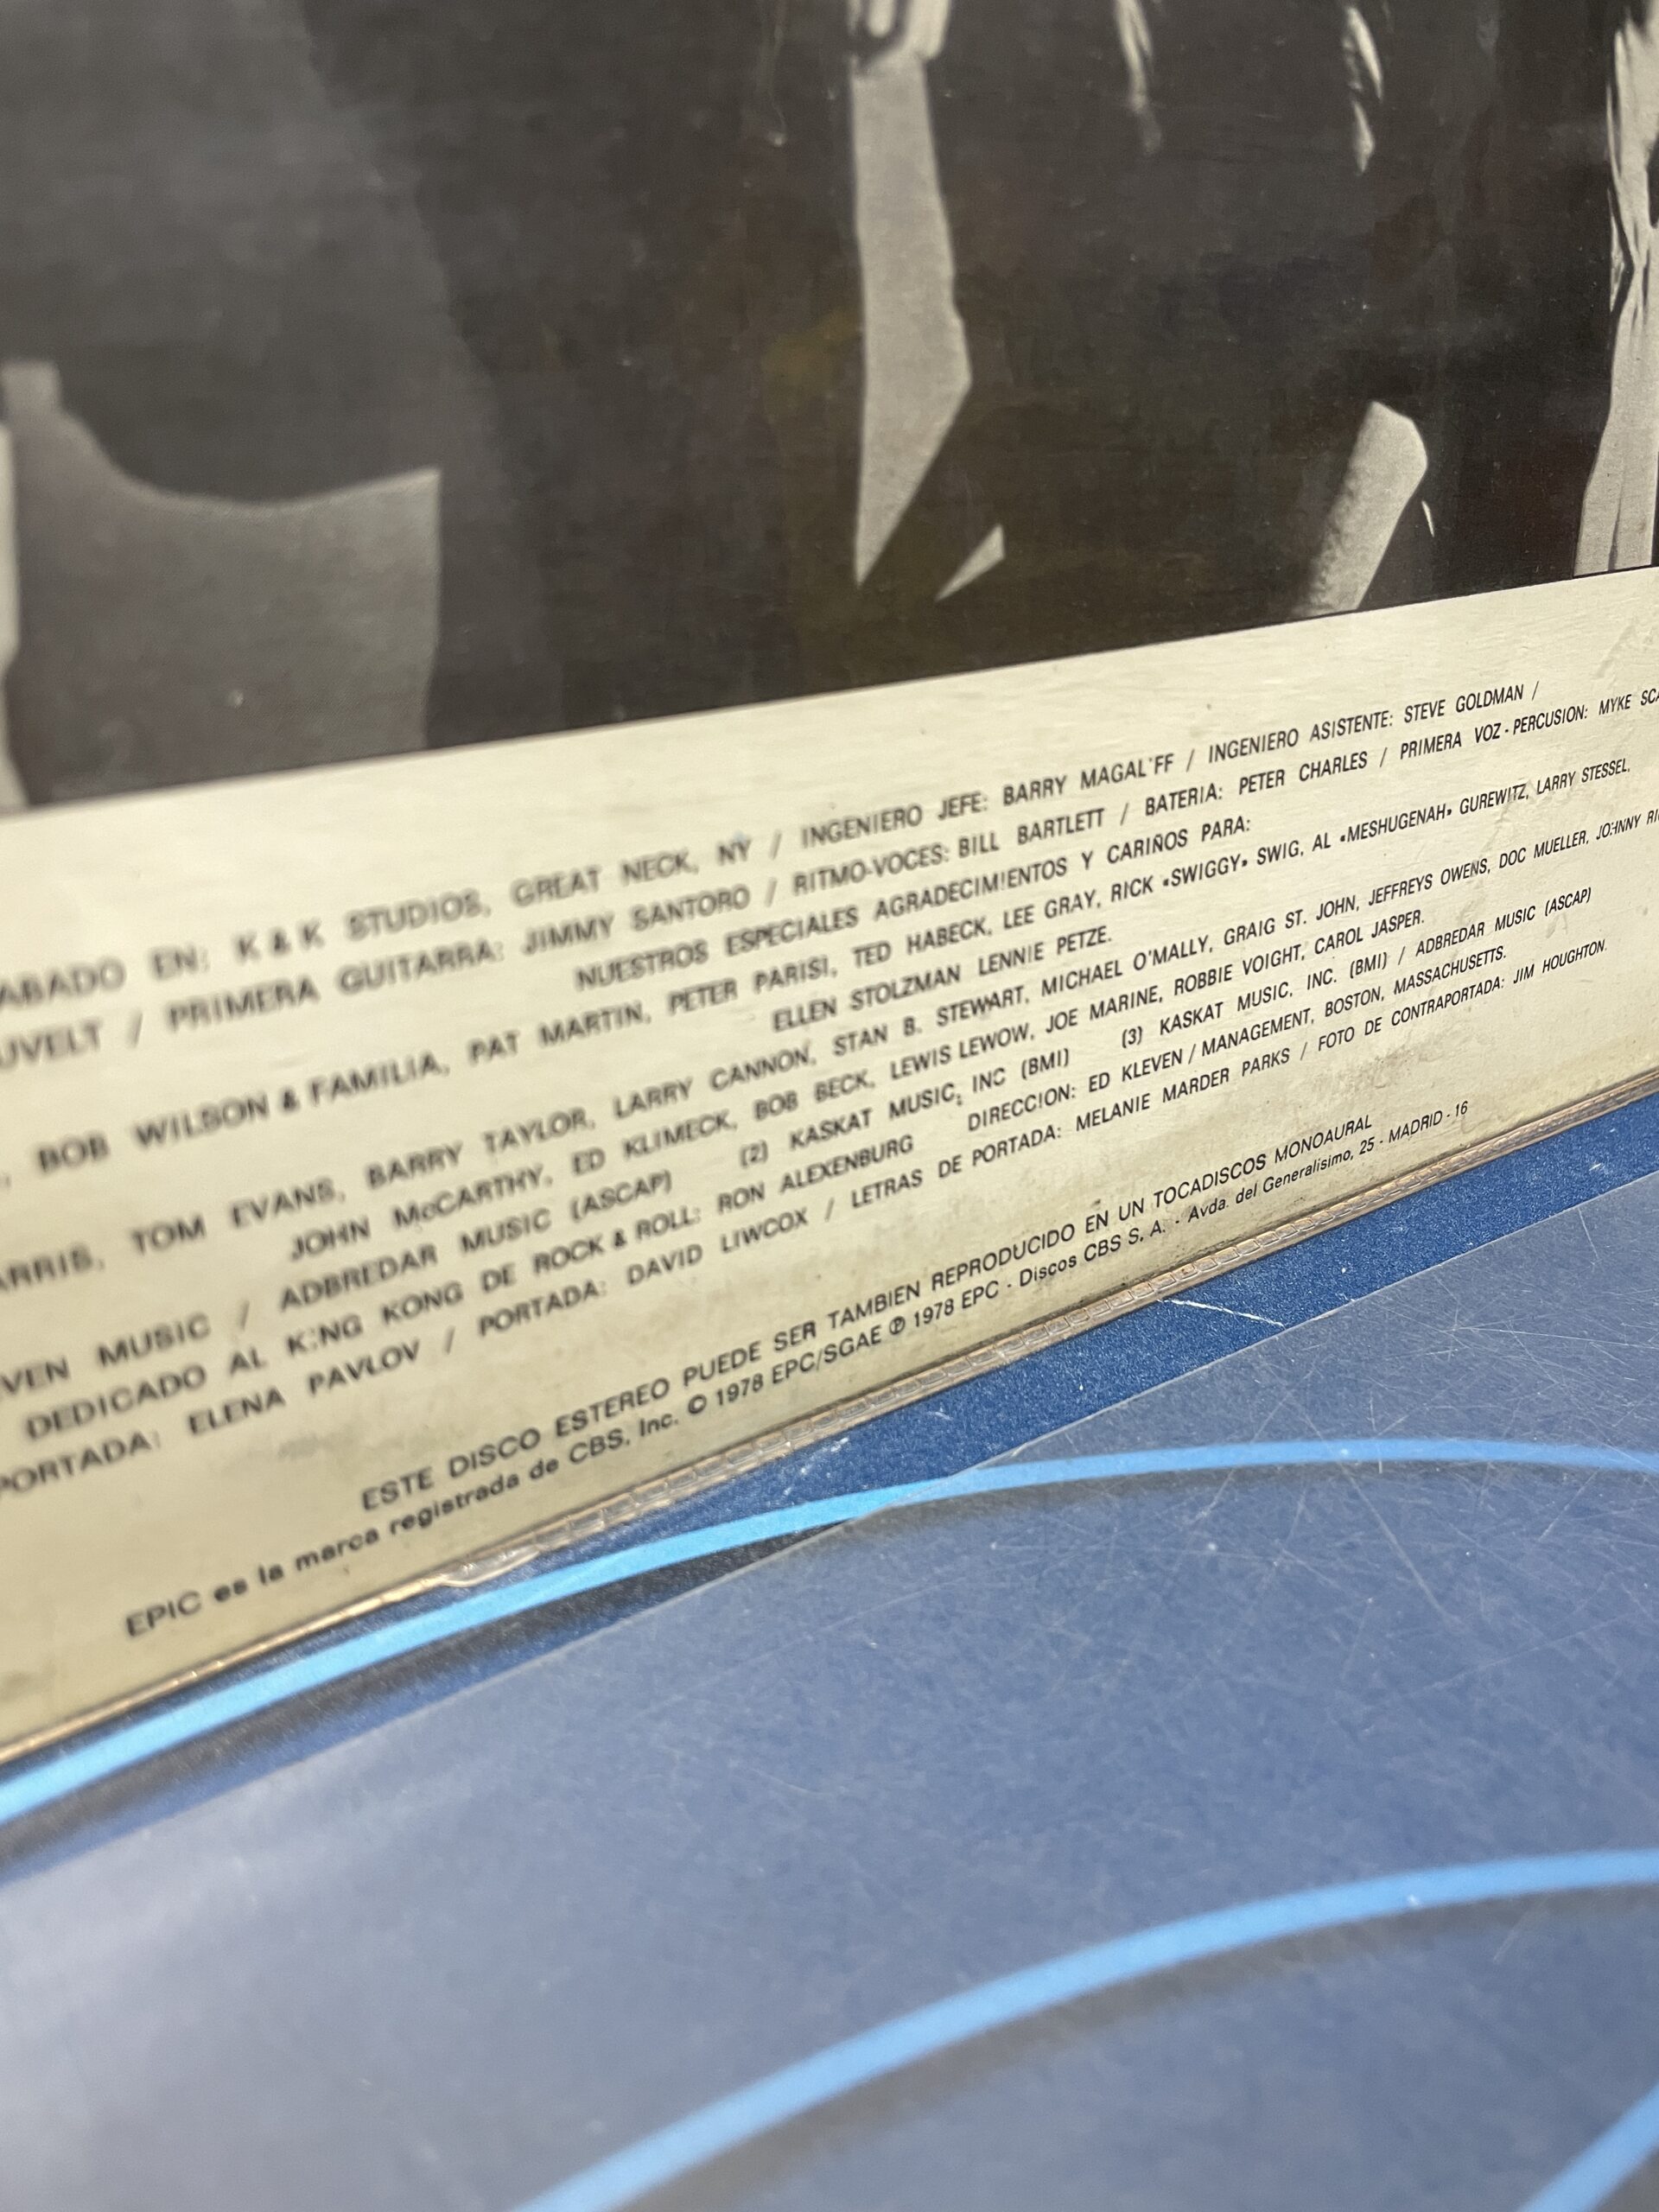 ABADO EN: K & K STUDIOS, GREAT NECK, NY / INGENIERO JEFE: BARRY MAGAL'FF / INGENIERO ASISTENTE: STEVE GOLDMAN /
UVELT / PRIMERA GUITARRA: JIMMY SANTORO / RITMO-VOCES: BILL BARTLETT / BATERIA: PETER CHARLES / PRIMERA VOZ - PERCUSION: MYKE SCA
NUESTROS ESPECIALES AGRADECIMIENTOS Y CARIÑOS PARA:
, BOB WILSON & FAMILIA, PAT MARTIN, PETER PARISI, TED HABECK, LEE GRAY, RICK «SWIGGY» SWIG, AL «MESHUGENAH» GUREWITZ, LARRY STESSEL,
ELLEN STOLZMAN LENNIE PETZE.
ARRIS, TOM EVANS, BARRY TAYLOR, LARRY CANNON, STAN B. STEWART, MICHAEL O'MALLY, GRAIG ST. JOHN, JEFFREYS OWENS, DOC MUELLER, JOHNNY RI
JOHN McCARTHY, ED KLIMECK, BOB BECK, LEWIS LEWOW, JOE MARINE, ROBBIE VOIGHT, CAROL JASPER.
VEN MUSIC / ADBREDAR MUSIC (ASCAP) (2) KASKAT MUSIC, INC (BMI) (3) KASKAT MUSIC, INC. (BMI) / ADBREDAR MUSIC (ASCAP)
DEDICADO AL K:NG KONG DE ROCK & ROLL: RON ALEXENBURG DIRECCION: ED KLEVEN / MANAGEMENT, BOSTON, MASSACHUSETTS.
PORTADA: ELENA PAVLOV / PORTADA: DAVID LIWCOX / LETRAS DE PORTADA: MELANIE MARDER PARKS / FOTO DE CONTRAPORTADA: JIM HOUGHTON.
ESTE DISCO ESTEREO PUEDE SER TAMBIEN REPRODUCIDO EN UN TOCADISCOS MONOAURAL
EPIC es la marca registrada de CBS, Inc. © 1978 EPC/SGAE ℗ 1978 EPC - Discos CBS S. A. - Avda. del Generalísimo, 25 - MADRID - 16